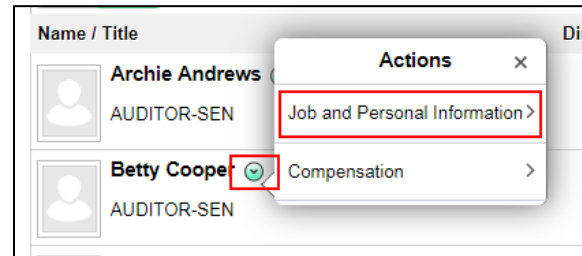 Name / Title
Di
Archie Andrews
AUDITOR-SEN
Betty Cooper
AUDITOR-SEN
Actions ×
Job and Personal Information >
Compensation >